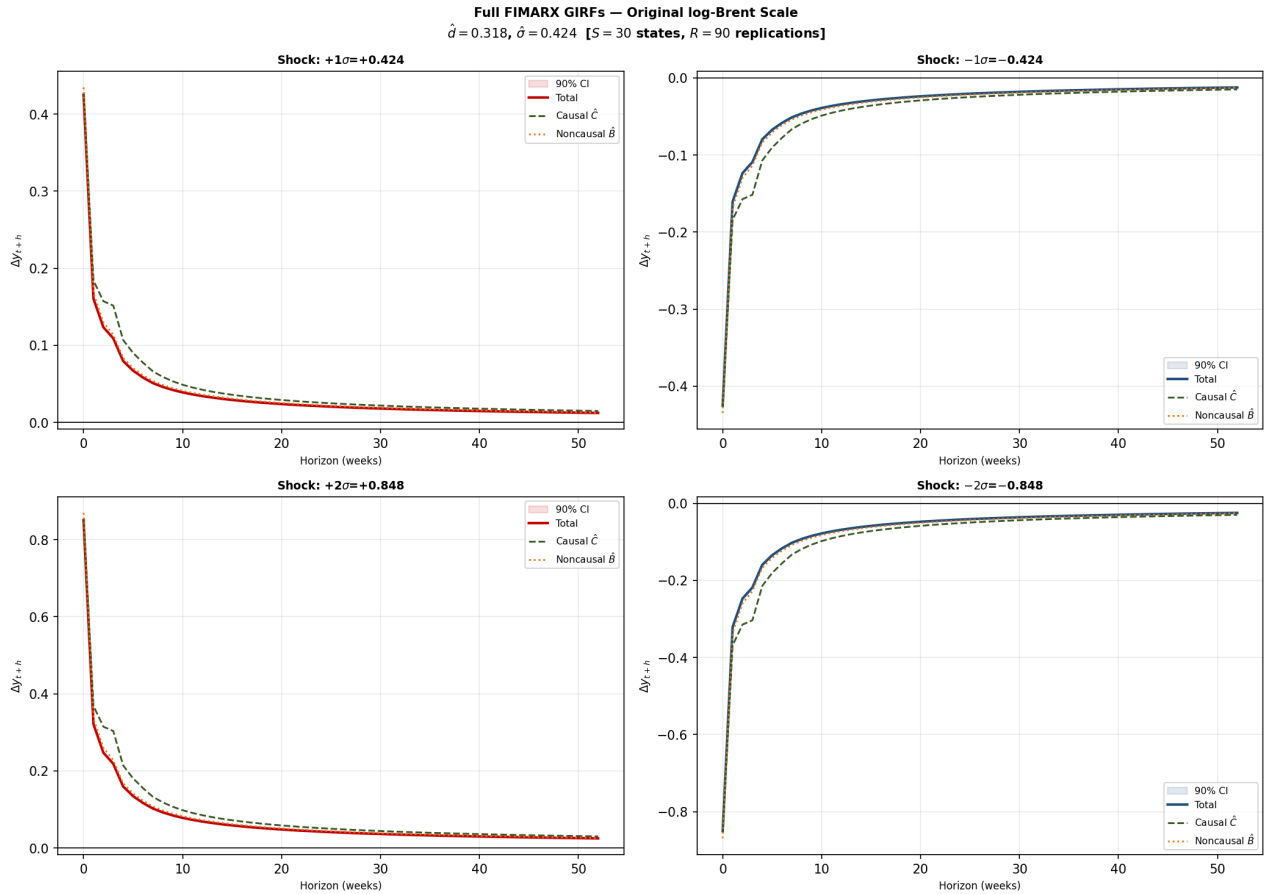 Full FIMARX GIRFs — Original log-Brent Scale
d̂ = 0.318, σ̂ = 0.424 [S = 30 states, R = 90 replications]
Shock: +1σ=+0.424
Δy_{t+h}
0.4
0.3
0.2
0.1
0.0
90% CI
Total
Causal Ĉ
Noncausal B̂
0 10 20 30 40 50
Horizon (weeks)
Shock: −1σ=−0.424
Δy_{t+h}
0.0
−0.1
−0.2
−0.3
−0.4
90% CI
Total
Causal Ĉ
Noncausal B̂
0 10 20 30 40 50
Horizon (weeks)
Shock: +2σ=+0.848
Δy_{t+h}
0.8
0.6
0.4
0.2
0.0
90% CI
Total
Causal Ĉ
Noncausal B̂
0 10 20 30 40 50
Horizon (weeks)
Shock: −2σ=−0.848
Δy_{t+h}
0.0
−0.2
−0.4
−0.6
−0.8
90% CI
Total
Causal Ĉ
Noncausal B̂
0 10 20 30 40 50
Horizon (weeks)